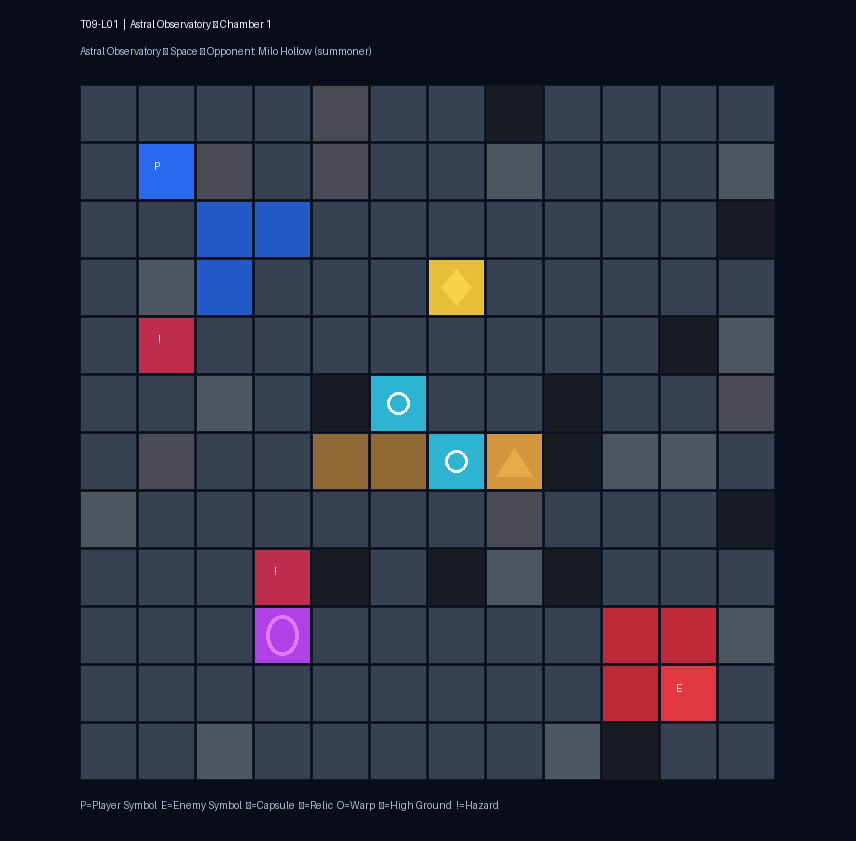 T09-L01 | Astral Observatory ▯ Chamber 1
Astral Observatory ▯ Space ▯ Opponent: Milo Hollow (summoner)
P
!
!
E
P=Player Symbol E=Enemy Symbol ▯=Capsule ▯=Relic O=Warp ▯=High Ground !=Hazard